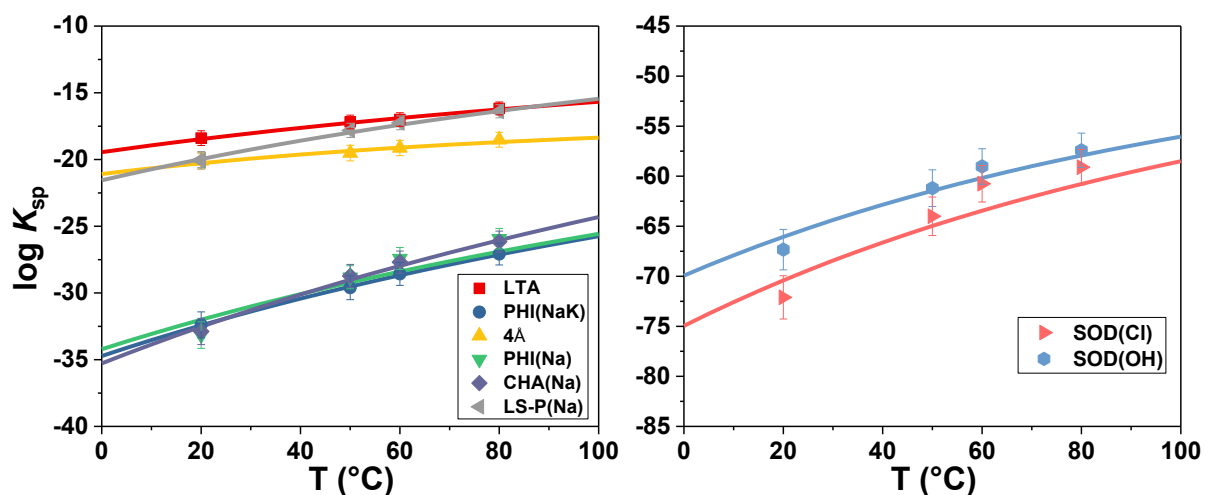 -10
-15
-20
-25
-30
-35
-40
0
20
40
60
80
100
log Ksp
T (°C)
LTA
PHI(NaK)
4Å
PHI(Na)
CHA(Na)
LS-P(Na)
-45
-50
-55
-60
-65
-70
-75
-80
-85
0
20
40
60
80
100
T (°C)
SOD(Cl)
SOD(OH)